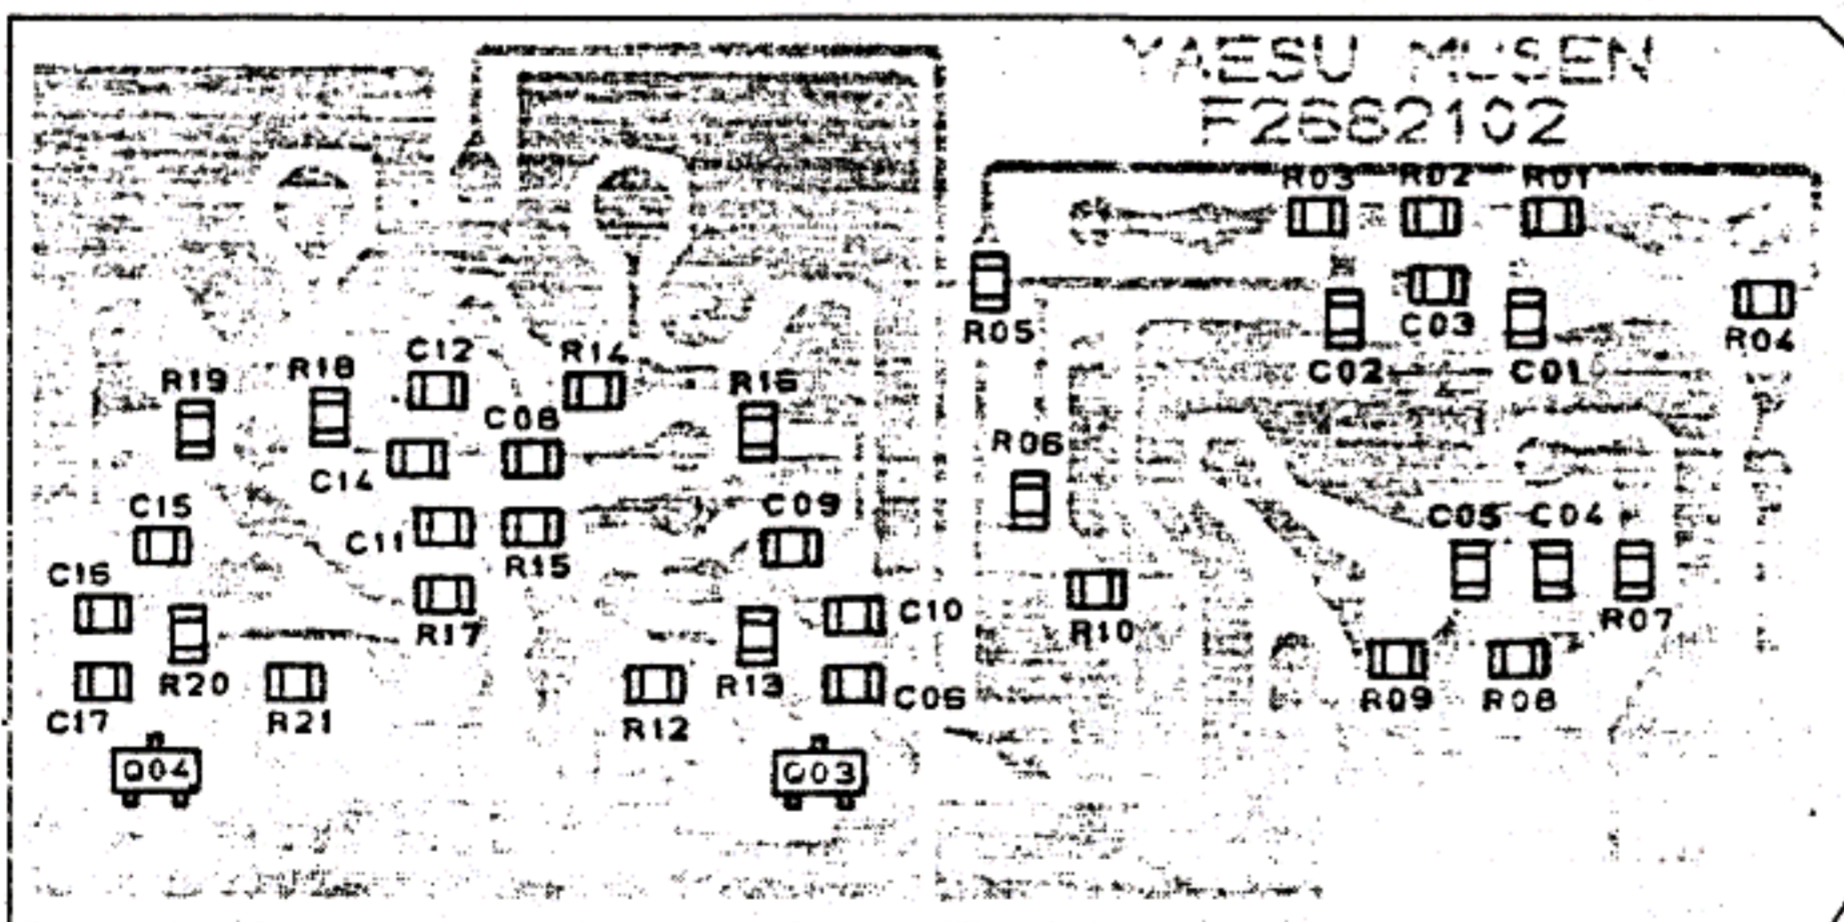 YAESU MUSEN
F2682102
R03 R02 R01
R05 C03 R04
C02 C01
C12 R14
R19 R18 R16
C08
R06
C14
C15 C09 C05 C04
C11 R15
C16
C10
R17 R10 R07
R20 R13 C06
R09 R08
C17 R21 R12
Q04 Q03